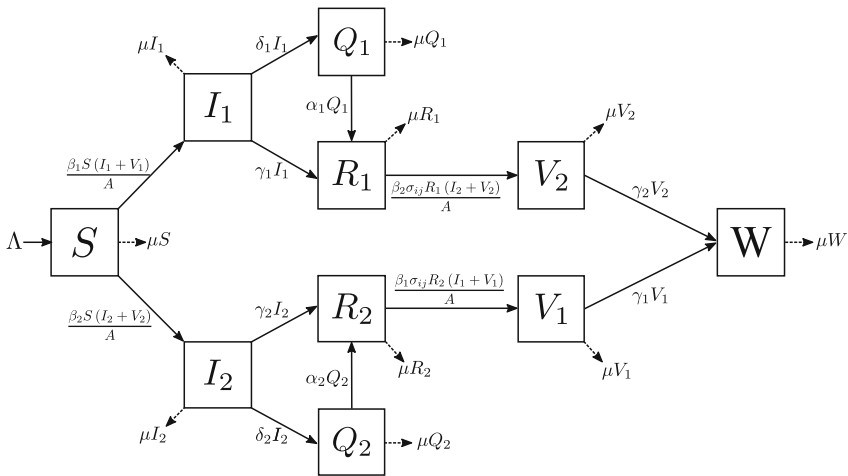 Q₁
δ₁I₁
μQ₁
μI₁
I₁
α₁Q₁
μR₁
μV₂
γ₁I₁
R₁
V₂
β₁S (I₁ + V₁) / A
β₂σᵢⱼR₁ (I₂ + V₂) / A
γ₂V₂
Λ
S
μS
W
μW
β₂S (I₂ + V₂) / A
γ₂I₂
R₂
β₁σᵢⱼR₂ (I₁ + V₁) / A
V₁
γ₁V₁
I₂
α₂Q₂
μR₂
μV₁
μI₂
δ₂I₂
Q₂
μQ₂